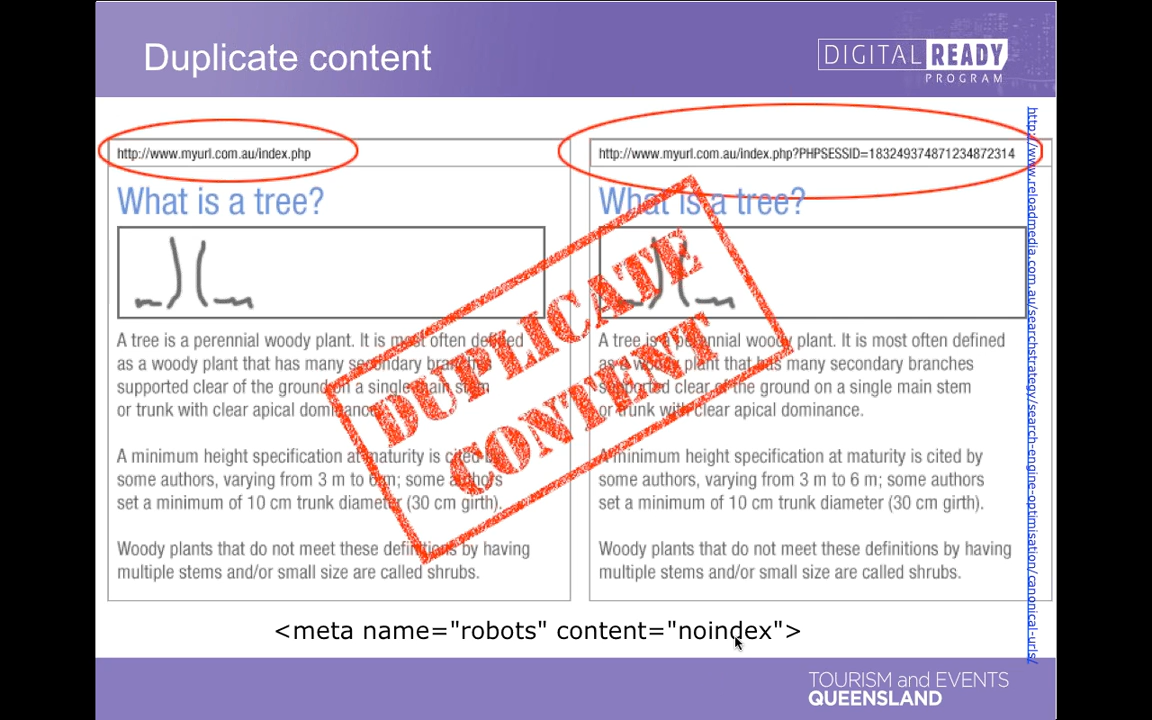 Duplicate content
DIGITAL READY
PROGRAM
http://www.myurl.com.au/index.php
What is a tree?
A tree is a perennial woody plant. It is most often defined
as a woody plant that has many secondary branches
supported clear of the ground on a single main stem
or trunk with clear apical dominance.
A minimum height specification at maturity is cited by
some authors, varying from 3 m to 6 m; some authors
set a minimum of 10 cm trunk diameter (30 cm girth).
Woody plants that do not meet these definitions by having
multiple stems and/or small size are called shrubs.
http://www.myurl.com.au/index.php?PHPSESSID=183249374871234872314
What is a tree?
A tree is a perennial woody plant. It is most often defined
as a woody plant that has many secondary branches
supported clear of the ground on a single main stem
or trunk with clear apical dominance.
A minimum height specification at maturity is cited by
some authors, varying from 3 m to 6 m; some authors
set a minimum of 10 cm trunk diameter (30 cm girth).
Woody plants that do not meet these definitions by having
multiple stems and/or small size are called shrubs.
DUPLICATE
CONTENT
http://www.reloadmedia.com.au/searchstrategy/search-engine-optimisation/canonical-urls/
<meta name="robots" content="noindex">
TOURISM and EVENTS
QUEENSLAND